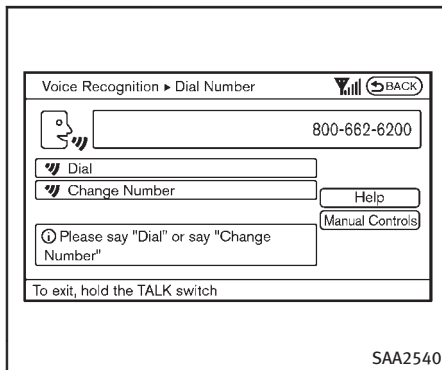 Voice Recognition ▸ Dial Number
BACK
800-662-6200
Dial
Change Number
Help
Manual Controls
Please say "Dial" or say "Change
Number"
To exit, hold the TALK switch
SAA2540